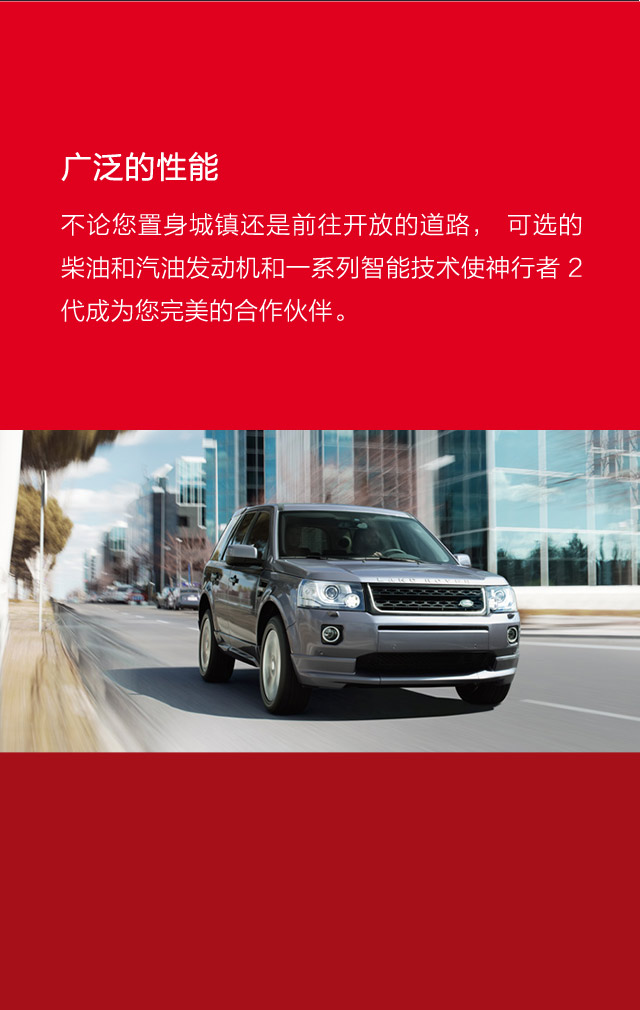 广泛的性能
不论您置身城镇还是前往开放的道路， 可选的
柴油和汽油发动机和一系列智能技术使神行者 2
代成为您完美的合作伙伴。
LAND ROVER